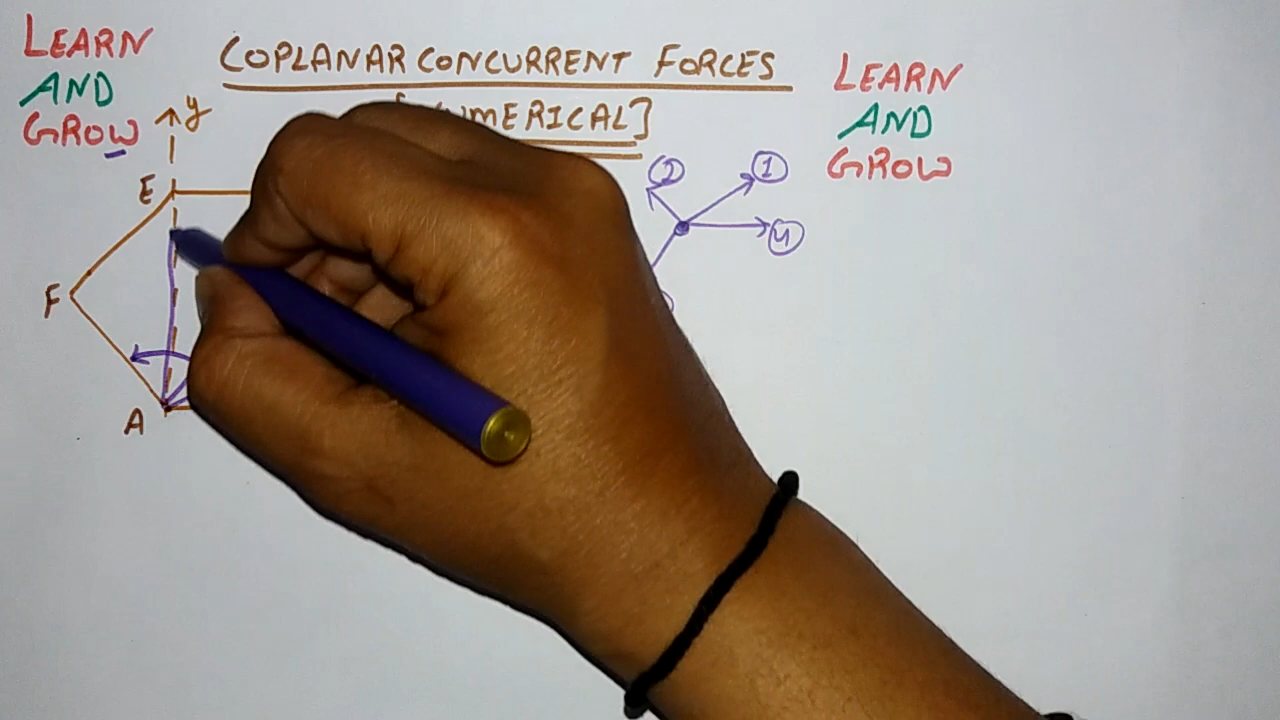 LEARN
AND
GROW
COPLANAR CONCURRENT FORCES
LEARN
AND
GROW
y
E
F
A
2
1
4